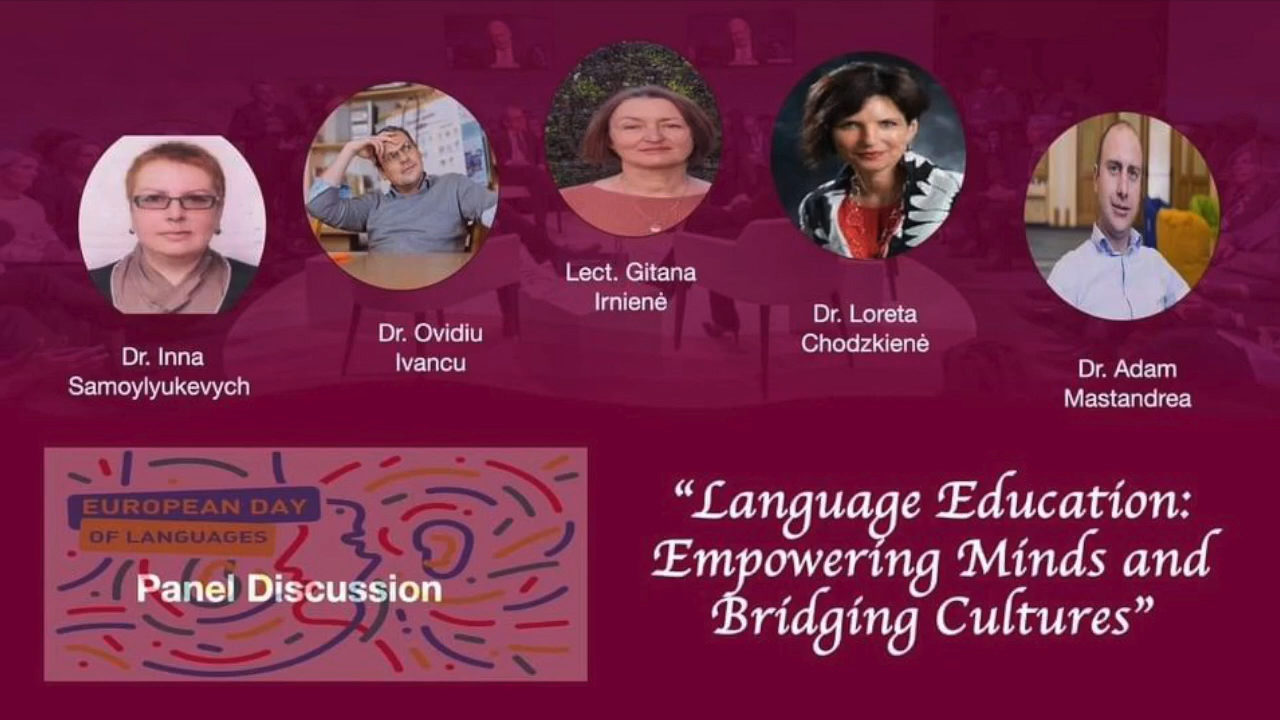 Dr. Inna
Samoylyukevych
Dr. Ovidiu
Ivancu
Lect. Gitana
Irnienė
Dr. Loreta
Chodzkienė
Dr. Adam
Mastandrea
EUROPEAN DAY
OF LANGUAGES
Panel Discussion
“Language Education:
Empowering Minds and
Bridging Cultures”